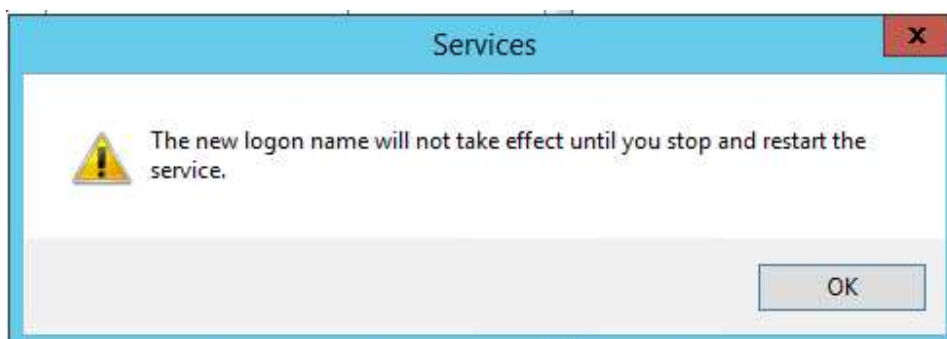 Services
The new logon name will not take effect until you stop and restart the
service.
OK